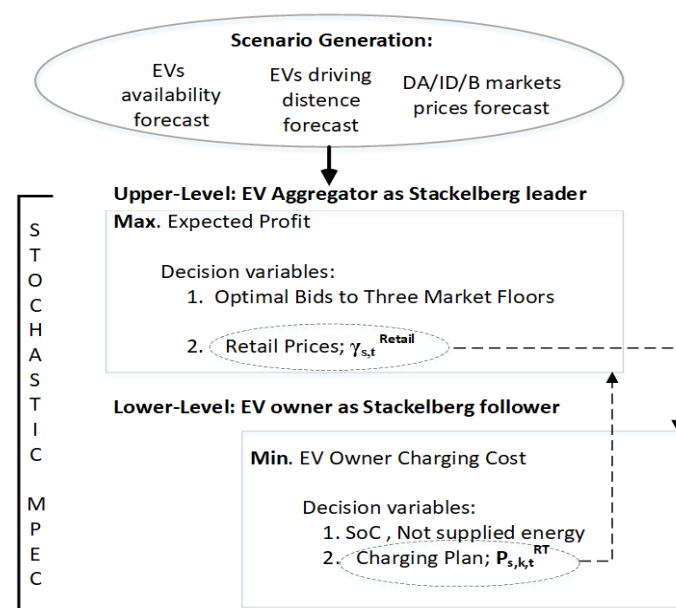 Scenario Generation:
EVs
availability
forecast
EVs driving
distence
forecast
DA/ID/B markets
prices forecast
Upper-Level: EV Aggregator as Stackelberg leader
Max. Expected Profit
Decision variables:
1. Optimal Bids to Three Market Floors
2. Retail Prices; γs,t Retail
Lower-Level: EV owner as Stackelberg follower
Min. EV Owner Charging Cost
Decision variables:
1. SoC , Not supplied energy
2. Charging Plan; Ps,k,t RT
S
T
O
C
H
A
S
T
I
C
M
P
E
C